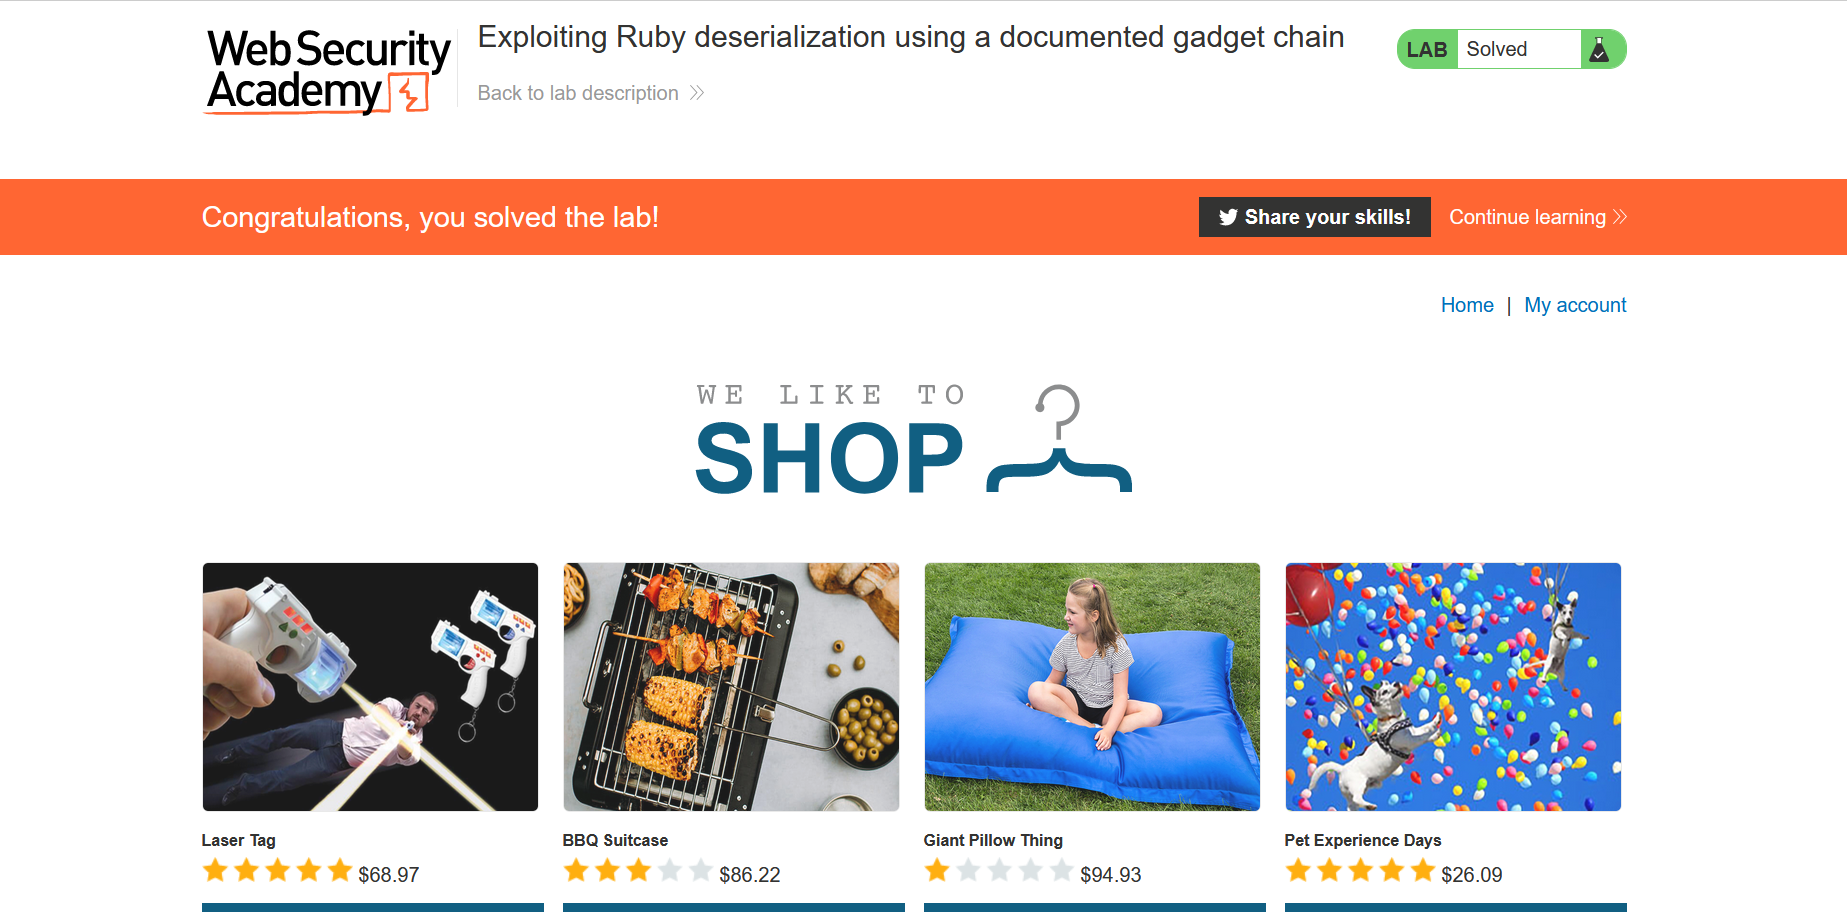 Web Security
Academy
Exploiting Ruby deserialization using a documented gadget chain
Back to lab description
LAB Solved
Congratulations, you solved the lab!
Share your skills!
Continue learning
Home | My account
WE LIKE TO
SHOP
Laser Tag
$68.97
BBQ Suitcase
$86.22
Giant Pillow Thing
$94.93
Pet Experience Days
$26.09